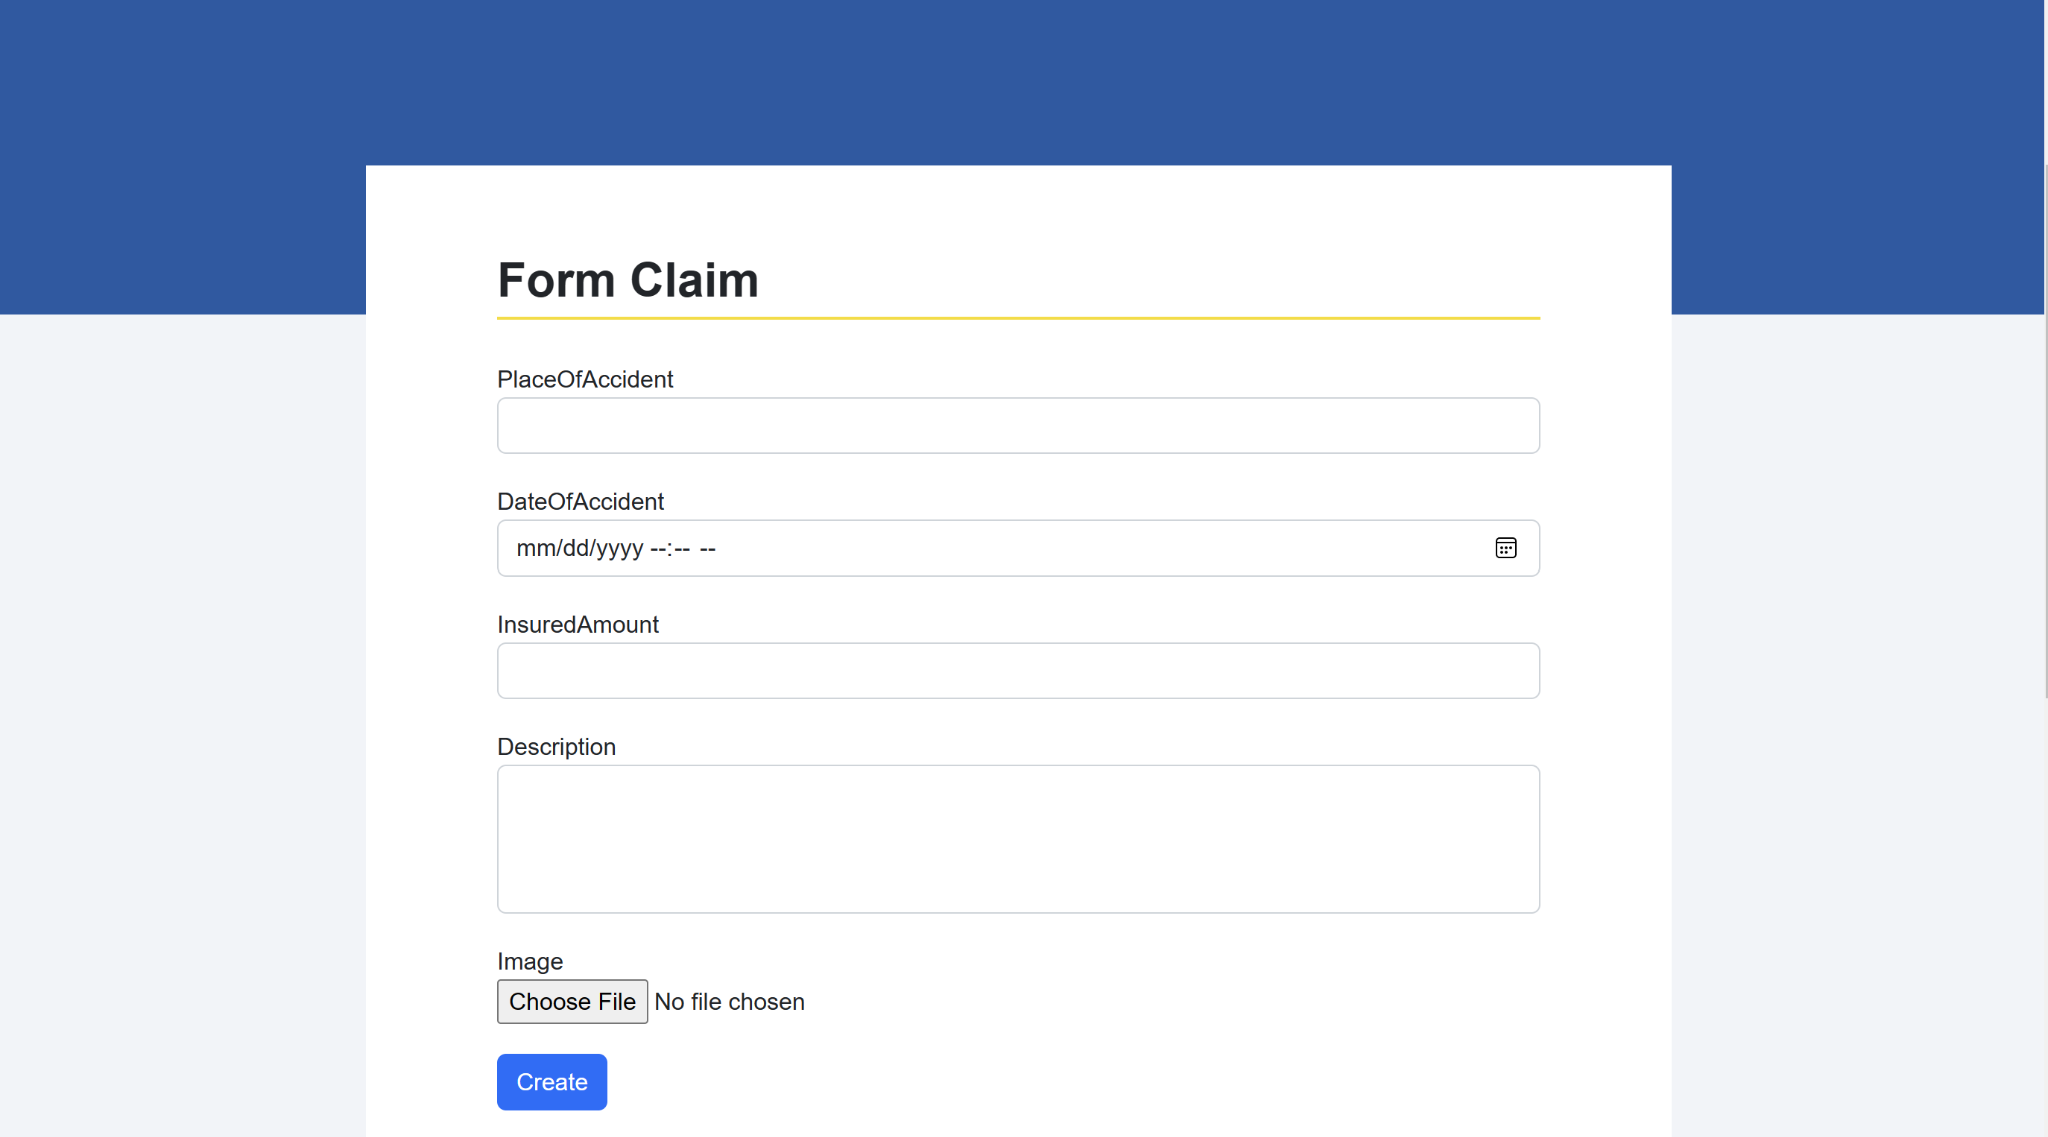 Form Claim
PlaceOfAccident
DateOfAccident
mm/dd/yyyy --:-- --
InsuredAmount
Description
Image
Choose File No file chosen
Create